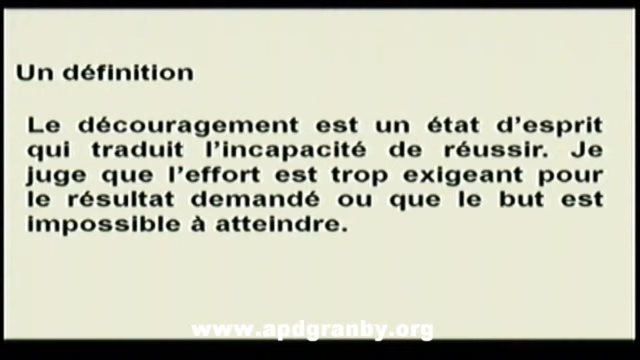 Un définition
Le découragement est un état d'esprit
qui traduit l'incapacité de réussir. Je
juge que l'effort est trop exigeant pour
le résultat demandé ou que le but est
impossible à atteindre.
www.apdgranby.org